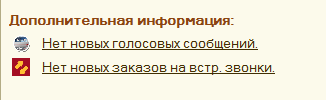 Дополнительная информация:
Нет новых голосовых сообщений.
Нет новых заказов на встр. звонки.